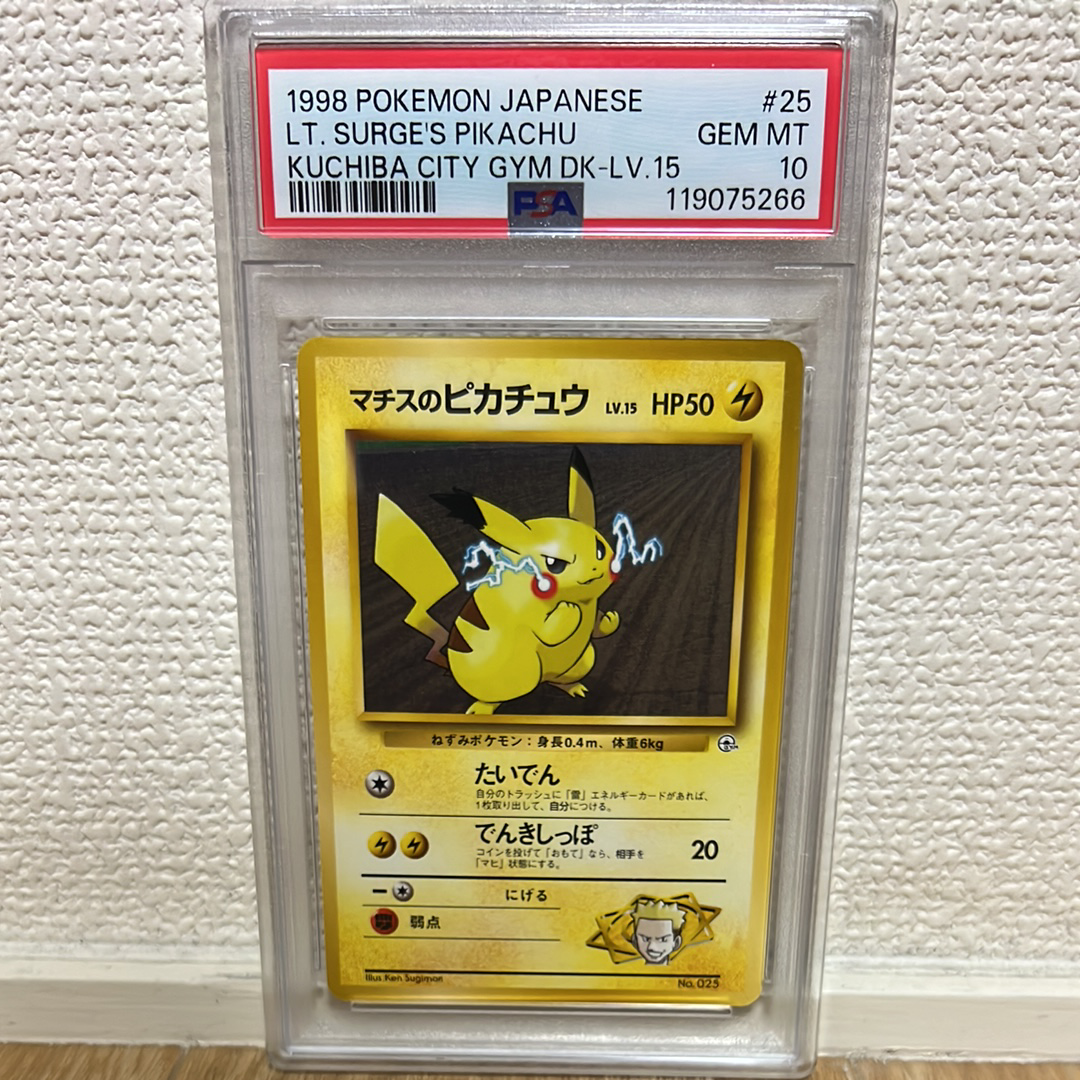 1998 POKEMON JAPANESE #25
LT. SURGE'S PIKACHU GEM MT
KUCHIBA CITY GYM DK-LV.15 10
PSA 119075266
マチスのピカチュウ LV.15 HP50
ねずみポケモン：身長0.4m、体重6kg
たいでん
自分のトラッシュに「雷」エネルギーカードがあれば、
1枚取り出して、自分につける。
でんきしっぽ 20
コインを投げて「おもて」なら、相手を
「マヒ」状態にする。
にげる
弱点
Illus.Ken Sugimori No. 025